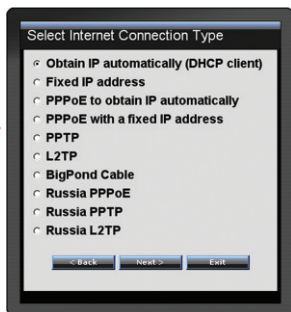 Select Internet Connection Type
Obtain IP automatically (DHCP client)
Fixed IP address
PPPoE to obtain IP automatically
PPPoE with a fixed IP address
PPTP
L2TP
BigPond Cable
Russia PPPoE
Russia PPTP
Russia L2TP
< Back
Next >
Exit